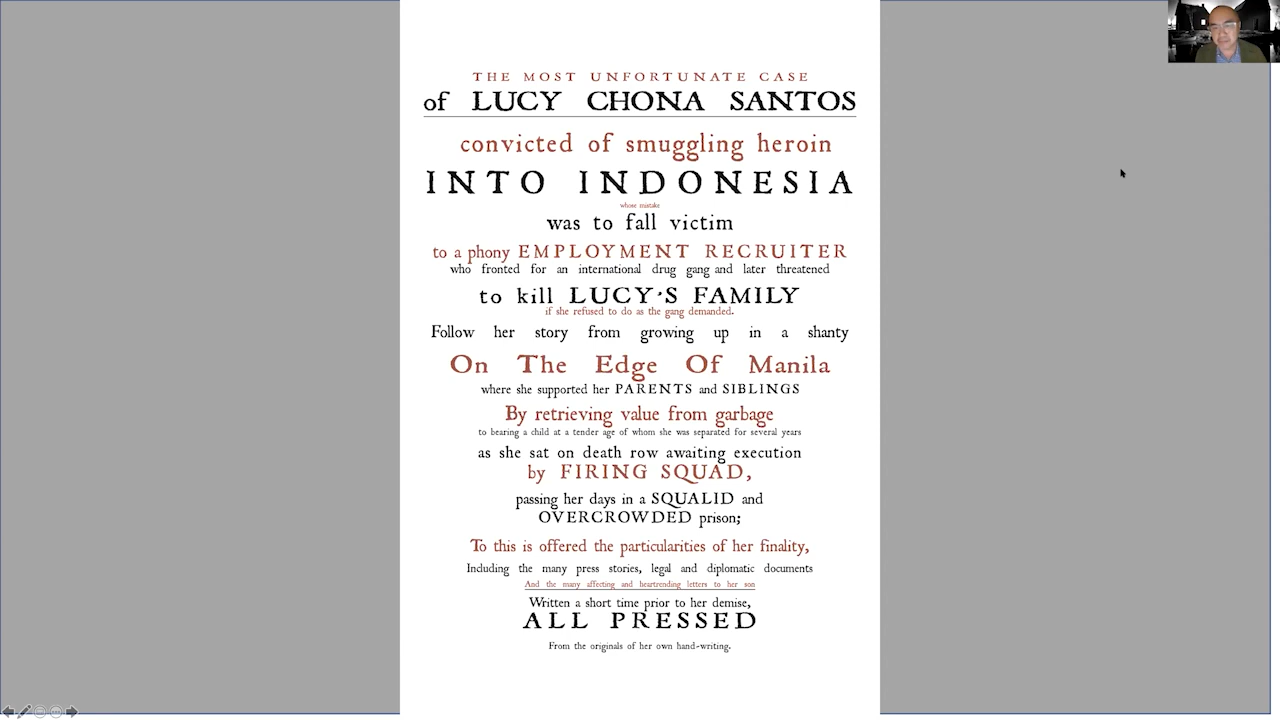 THE MOST UNFORTUNATE CASE
of LUCY CHONA SANTOS
convicted of smuggling heroin
INTO INDONESIA
whose mistake
was to fall victim
to a phony EMPLOYMENT RECRUITER
who fronted for an international drug gang and later threatened
to kill LUCY'S FAMILY
if she refused to do as the gang demanded.
Follow her story from growing up in a shanty
On The Edge Of Manila
where she supported her PARENTS and SIBLINGS
By retrieving value from garbage
to bearing a child at a tender age of whom she was separated for several years
as she sat on death row awaiting execution
by FIRING SQUAD,
passing her days in a SQUALID and
OVERCROWDED prison;
To this is offered the particularities of her finality,
Including the many press stories, legal and diplomatic documents
And the many affecting and heartrending letters to her son
Written a short time prior to her demise,
ALL PRESSED
From the originals of her own hand-writing.